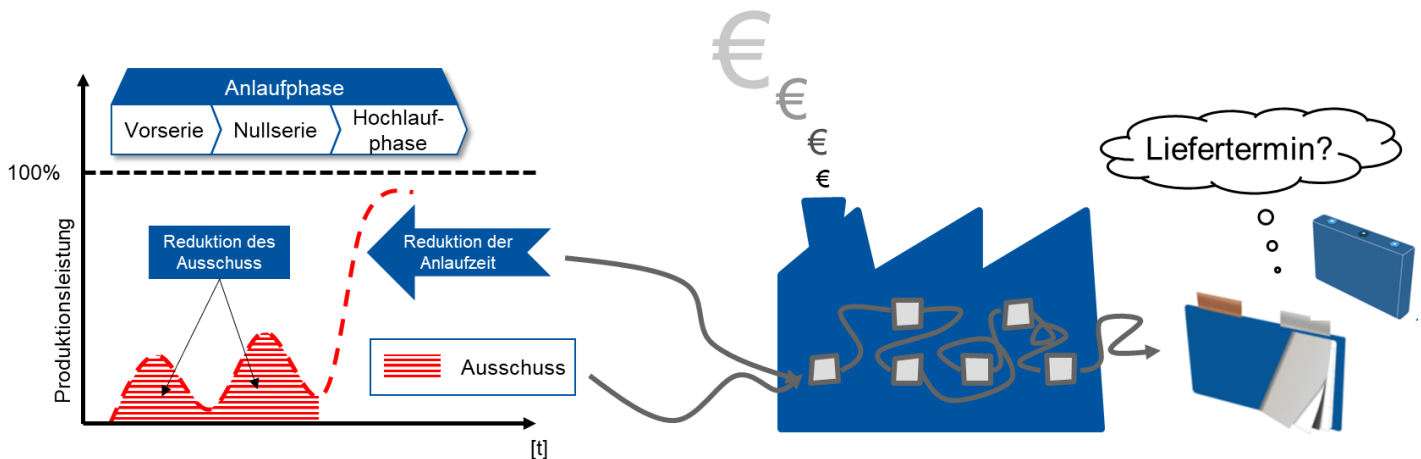 Anlaufphase
Vorserie
Nullserie
Hochlauf-
phase
100%
Produktionsleistung
Reduktion des
Ausschuss
Reduktion der
Anlaufzeit
Ausschuss
[t]
€
€
€
€
Liefertermin?